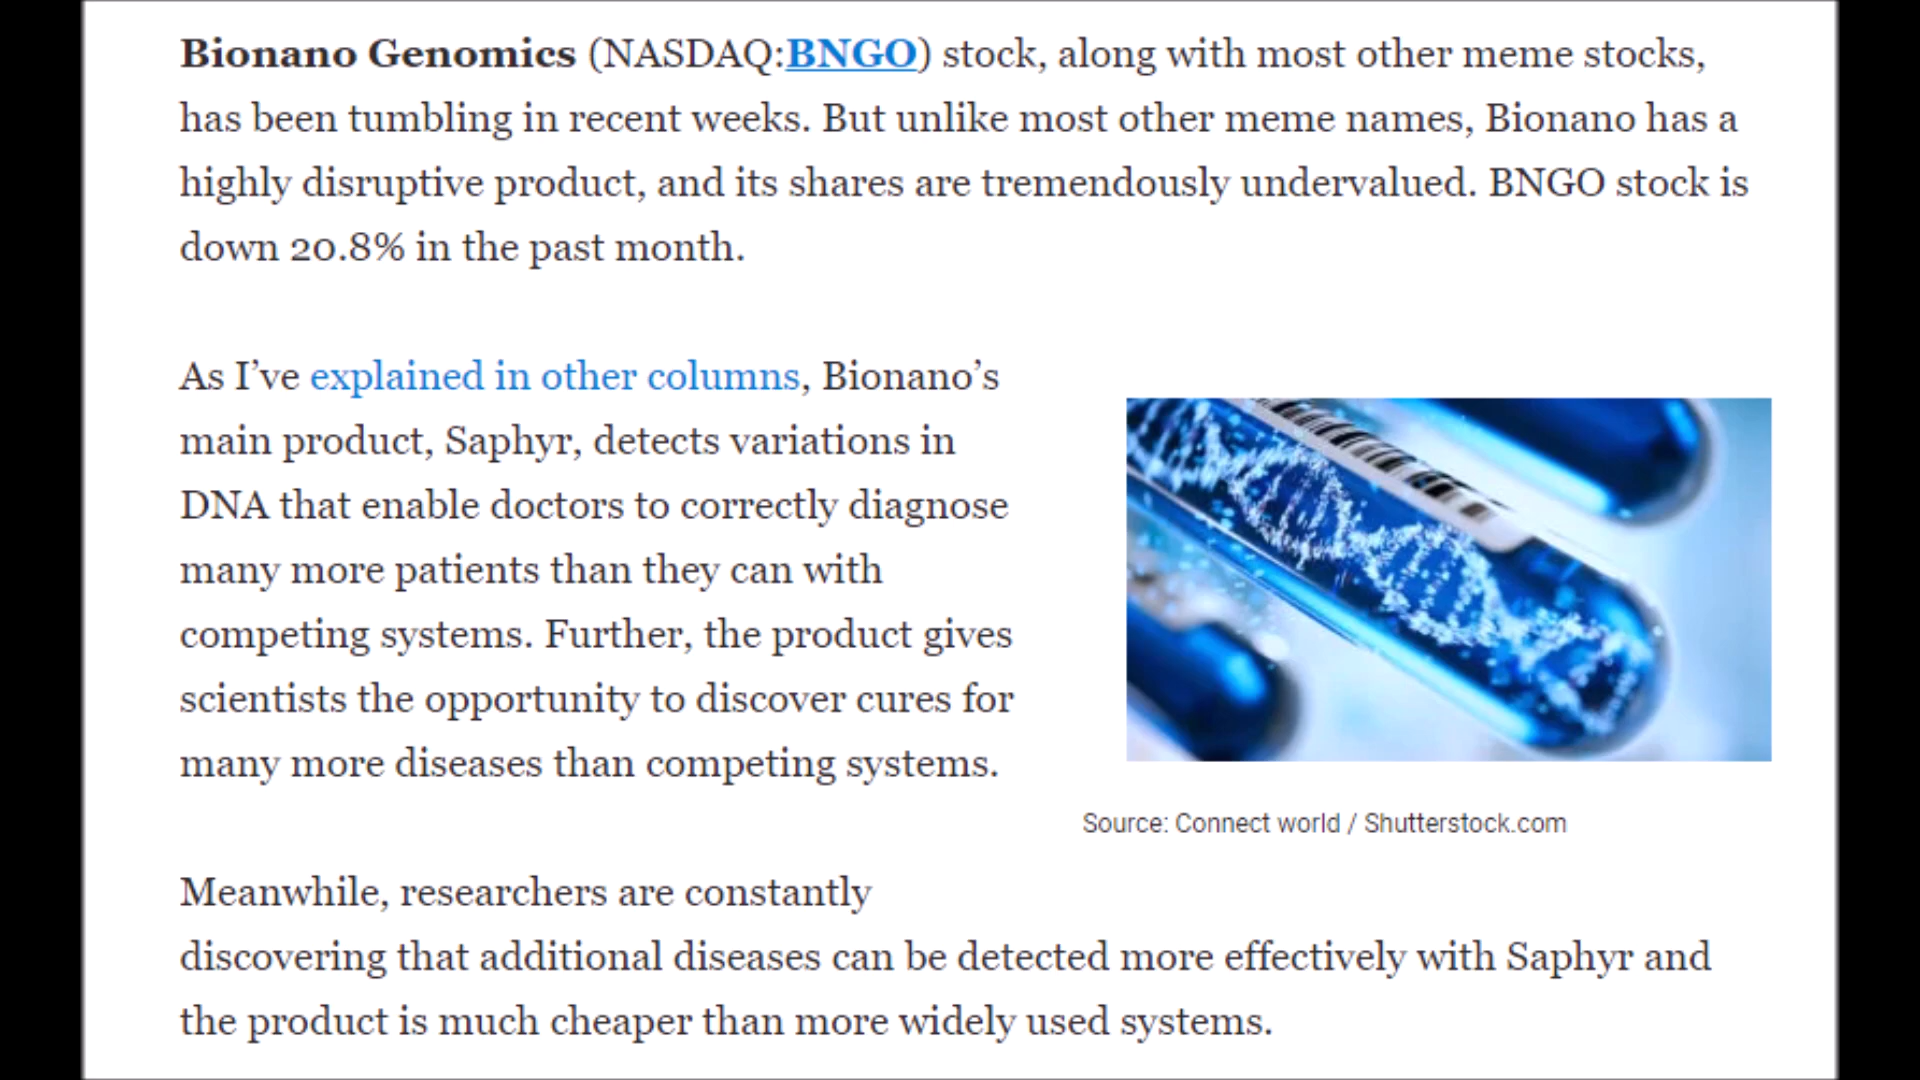 Bionano Genomics (NASDAQ:BNGO) stock, along with most other meme stocks,
has been tumbling in recent weeks. But unlike most other meme names, Bionano has a
highly disruptive product, and its shares are tremendously undervalued. BNGO stock is
down 20.8% in the past month.
As I’ve explained in other columns, Bionano’s
main product, Saphyr, detects variations in
DNA that enable doctors to correctly diagnose
many more patients than they can with
competing systems. Further, the product gives
scientists the opportunity to discover cures for
many more diseases than competing systems.
Source: Connect world / Shutterstock.com
Meanwhile, researchers are constantly
discovering that additional diseases can be detected more effectively with Saphyr and
the product is much cheaper than more widely used systems.